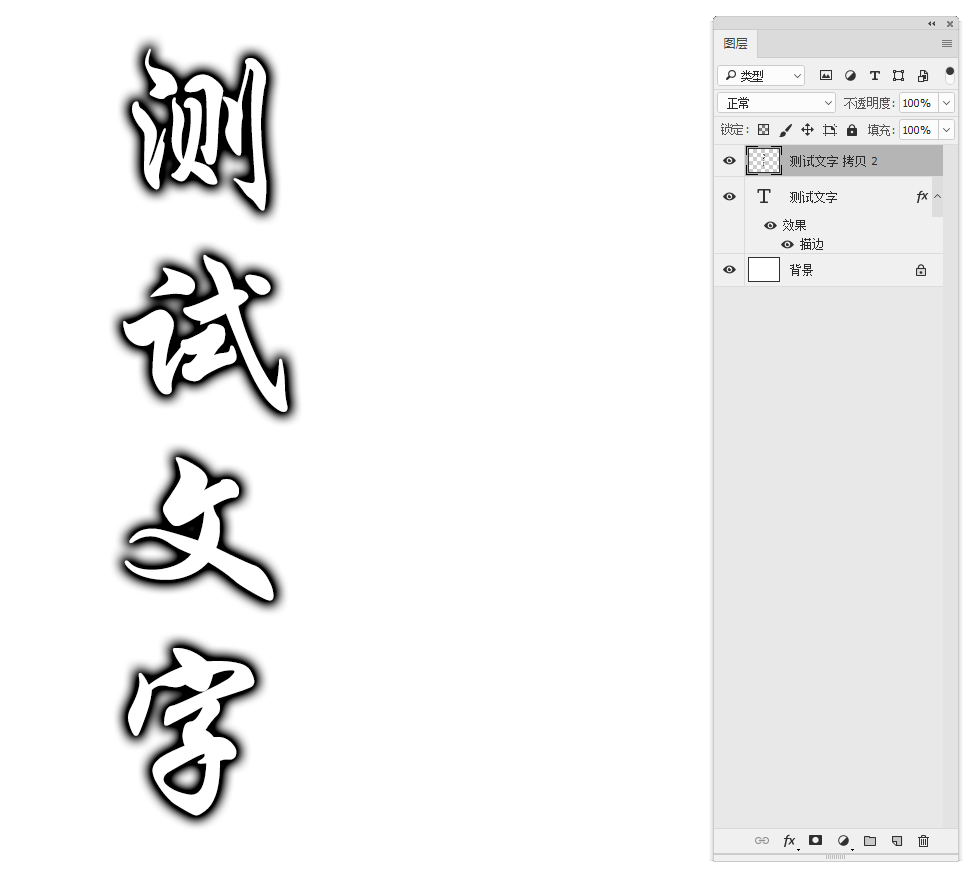 测试文字
图层
类型
正常 不透明度: 100%
锁定: 填充: 100%
测试文字 拷贝 2
T 测试文字 fx
效果
描边
背景
fx